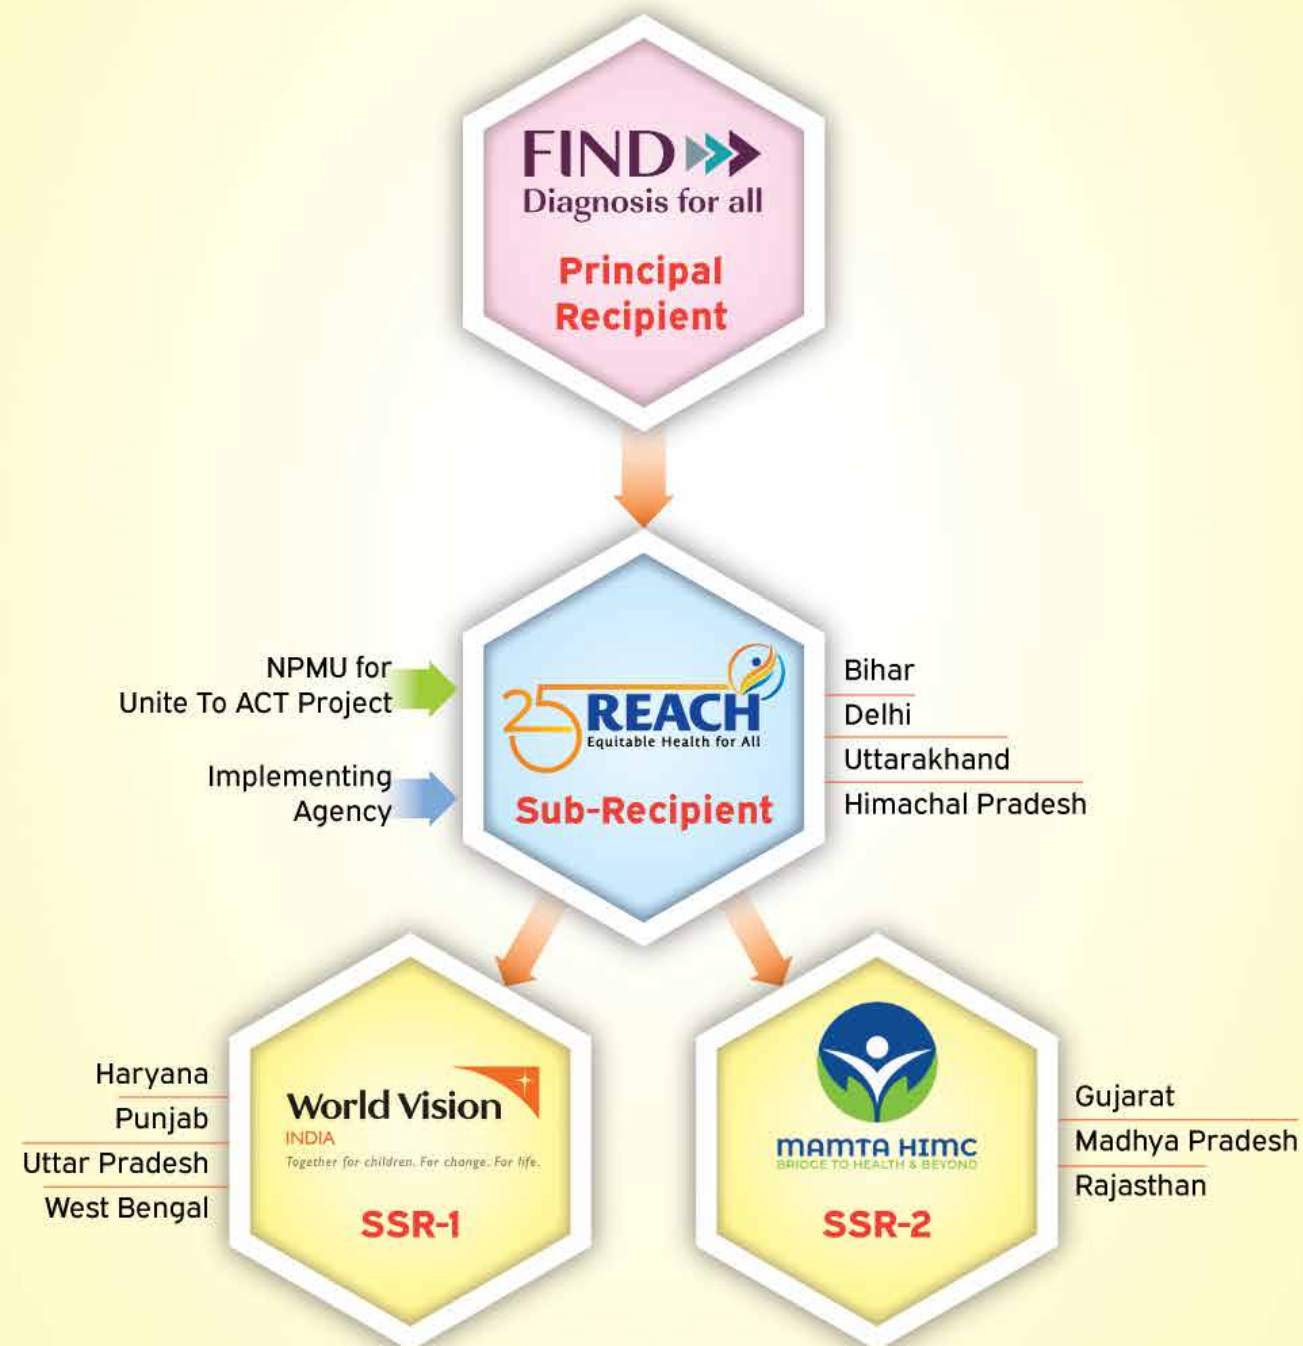 FIND
Diagnosis for all
Principal
Recipient
NPMU for
Unite To ACT Project
Implementing
Agency
25 REACH
Equitable Health for All
Sub-Recipient
Bihar
Delhi
Uttarakhand
Himachal Pradesh
Haryana
Punjab
Uttar Pradesh
West Bengal
World Vision
INDIA
Together for children. For change. For life.
SSR-1
MAMTA HIMC
BRIDGE TO HEALTH & BEYOND
SSR-2
Gujarat
Madhya Pradesh
Rajasthan